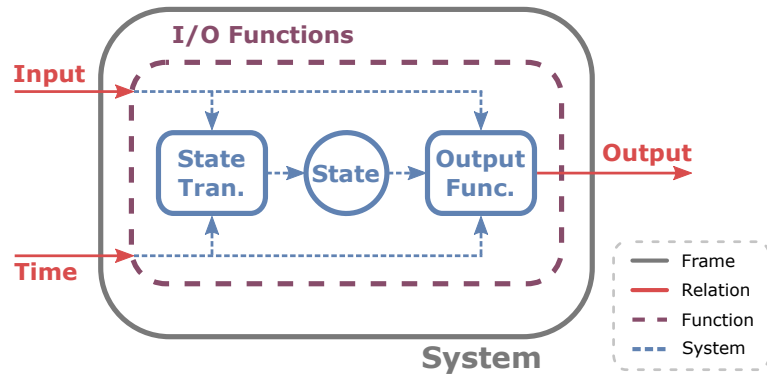 I/O Functions
Input
State
Tran.
State
Output
Func.
Output
Time
System
Frame
Relation
Function
System